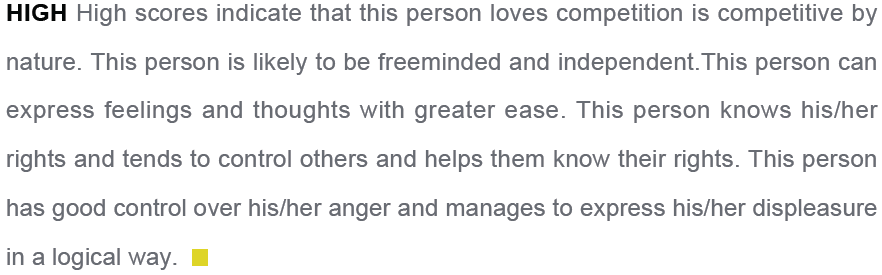 HIGH High scores indicate that this person loves competition is competitive by
nature. This person is likely to be freeminded and independent.This person can
express feelings and thoughts with greater ease. This person knows his/her
rights and tends to control others and helps them know their rights. This person
has good control over his/her anger and manages to express his/her displeasure
in a logical way.